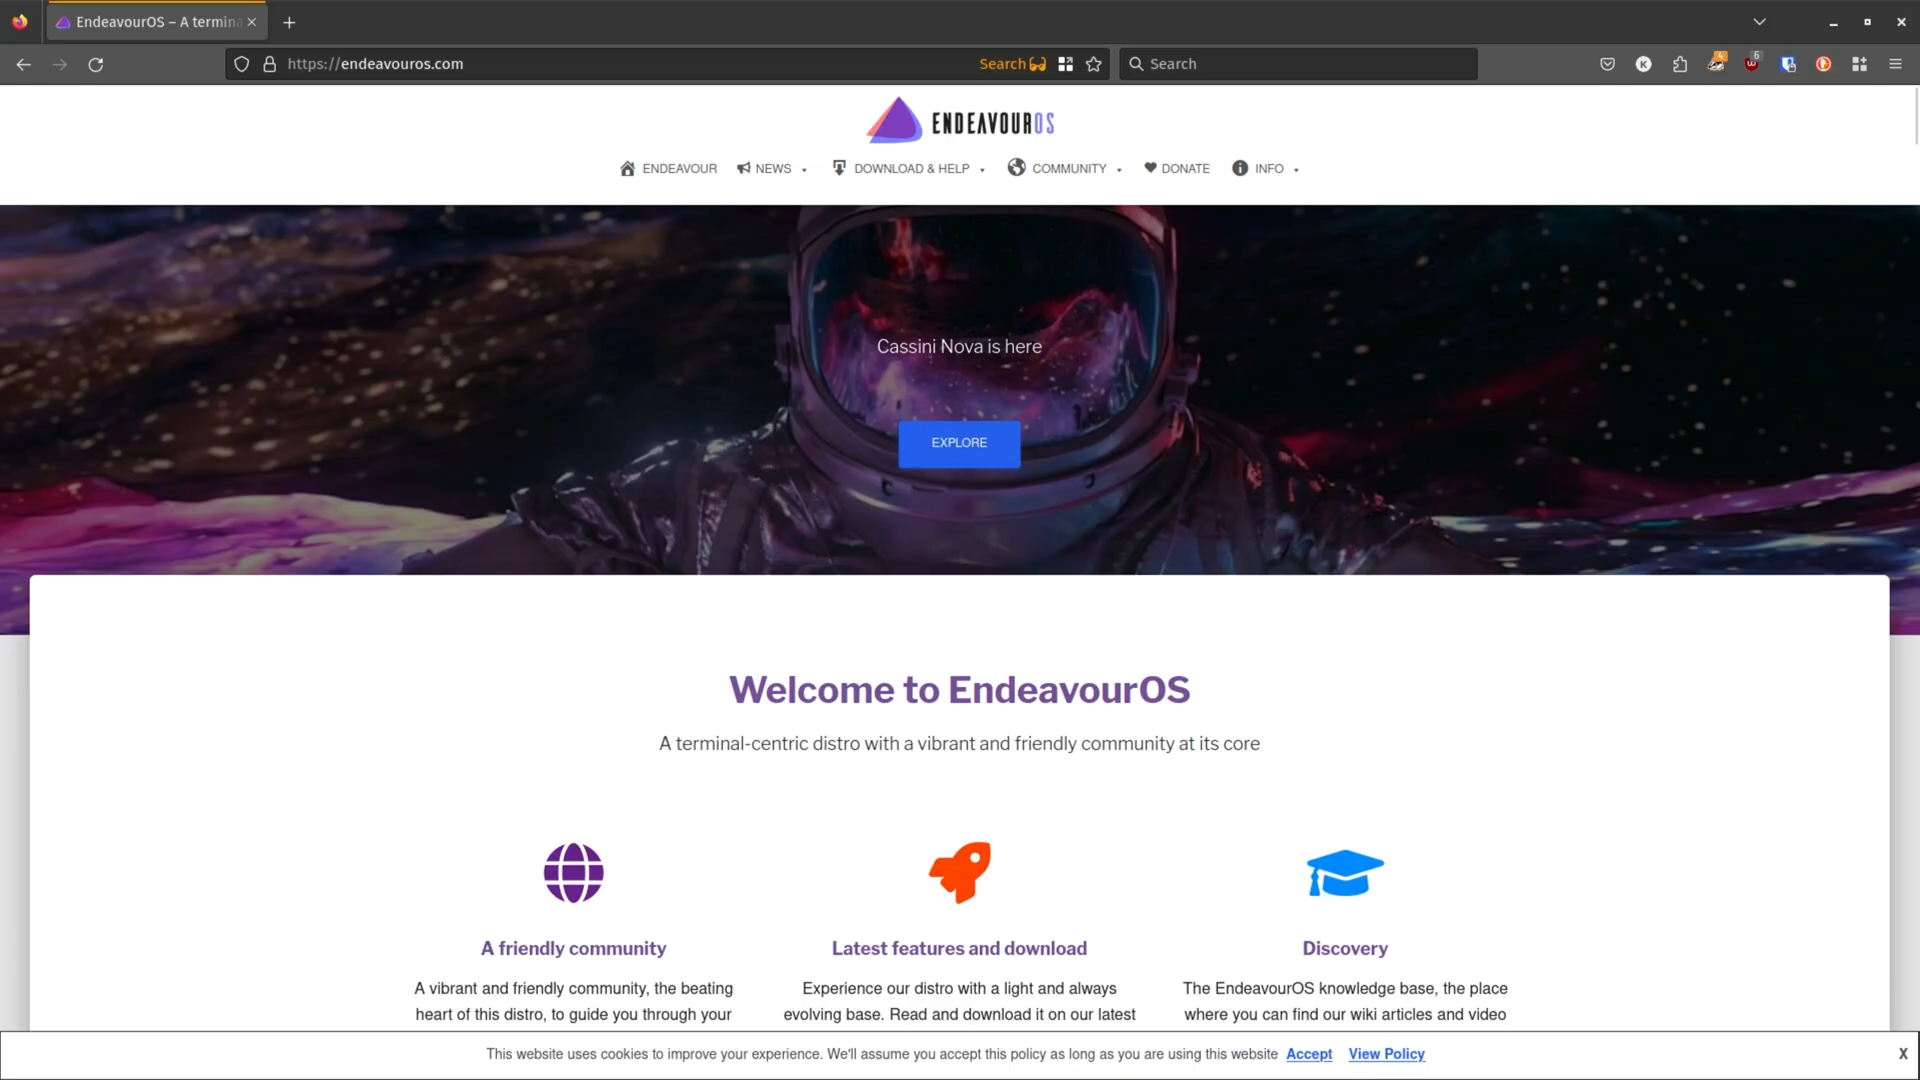 EndeavourOS – A termina
https://endeavouros.com
Search
Search
4
6
ENDEAVOUROS
ENDEAVOUR
NEWS
DOWNLOAD & HELP
COMMUNITY
DONATE
INFO
Cassini Nova is here
EXPLORE
Welcome to EndeavourOS
A terminal-centric distro with a vibrant and friendly community at its core
A friendly community
A vibrant and friendly community, the beating
heart of this distro, to guide you through your
Latest features and download
Experience our distro with a light and always
evolving base. Read and download it on our latest
Discovery
The EndeavourOS knowledge base, the place
where you can find our wiki articles and video
This website uses cookies to improve your experience. We'll assume you accept this policy as long as you are using this website Accept View Policy
X